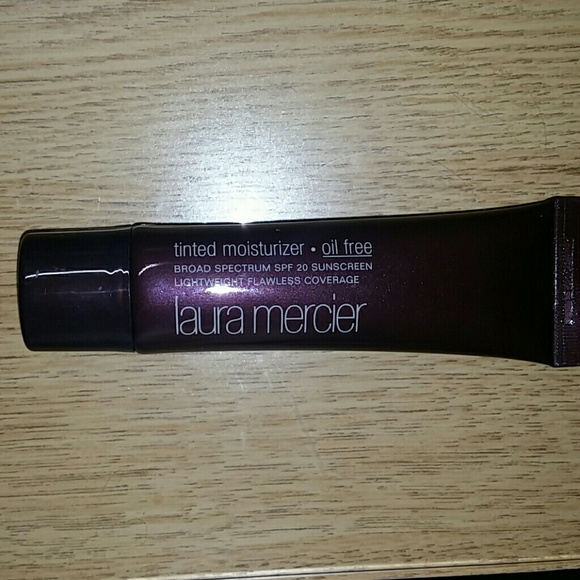 tinted moisturizer • oil free
BROAD SPECTRUM SPF 20 SUNSCREEN
LIGHTWEIGHT FLAWLESS COVERAGE
laura mercier